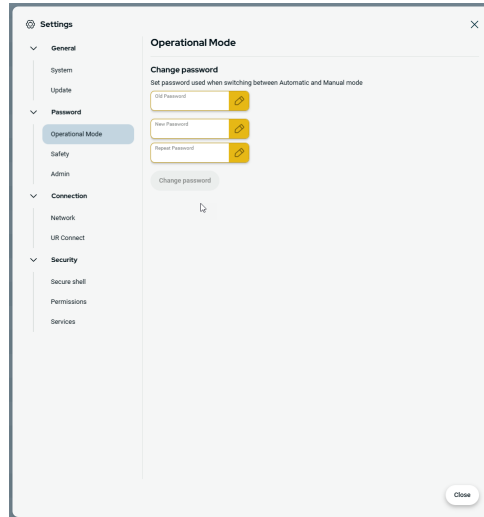 Settings
General
System
Update
Password
Operational Mode
Safety
Admin
Connection
Network
UR Connect
Security
Secure shell
Permissions
Services
Operational Mode
Change password
Set password used when switching between Automatic and Manual mode
Old Password
New Password
Repeat Password
Change password
Close